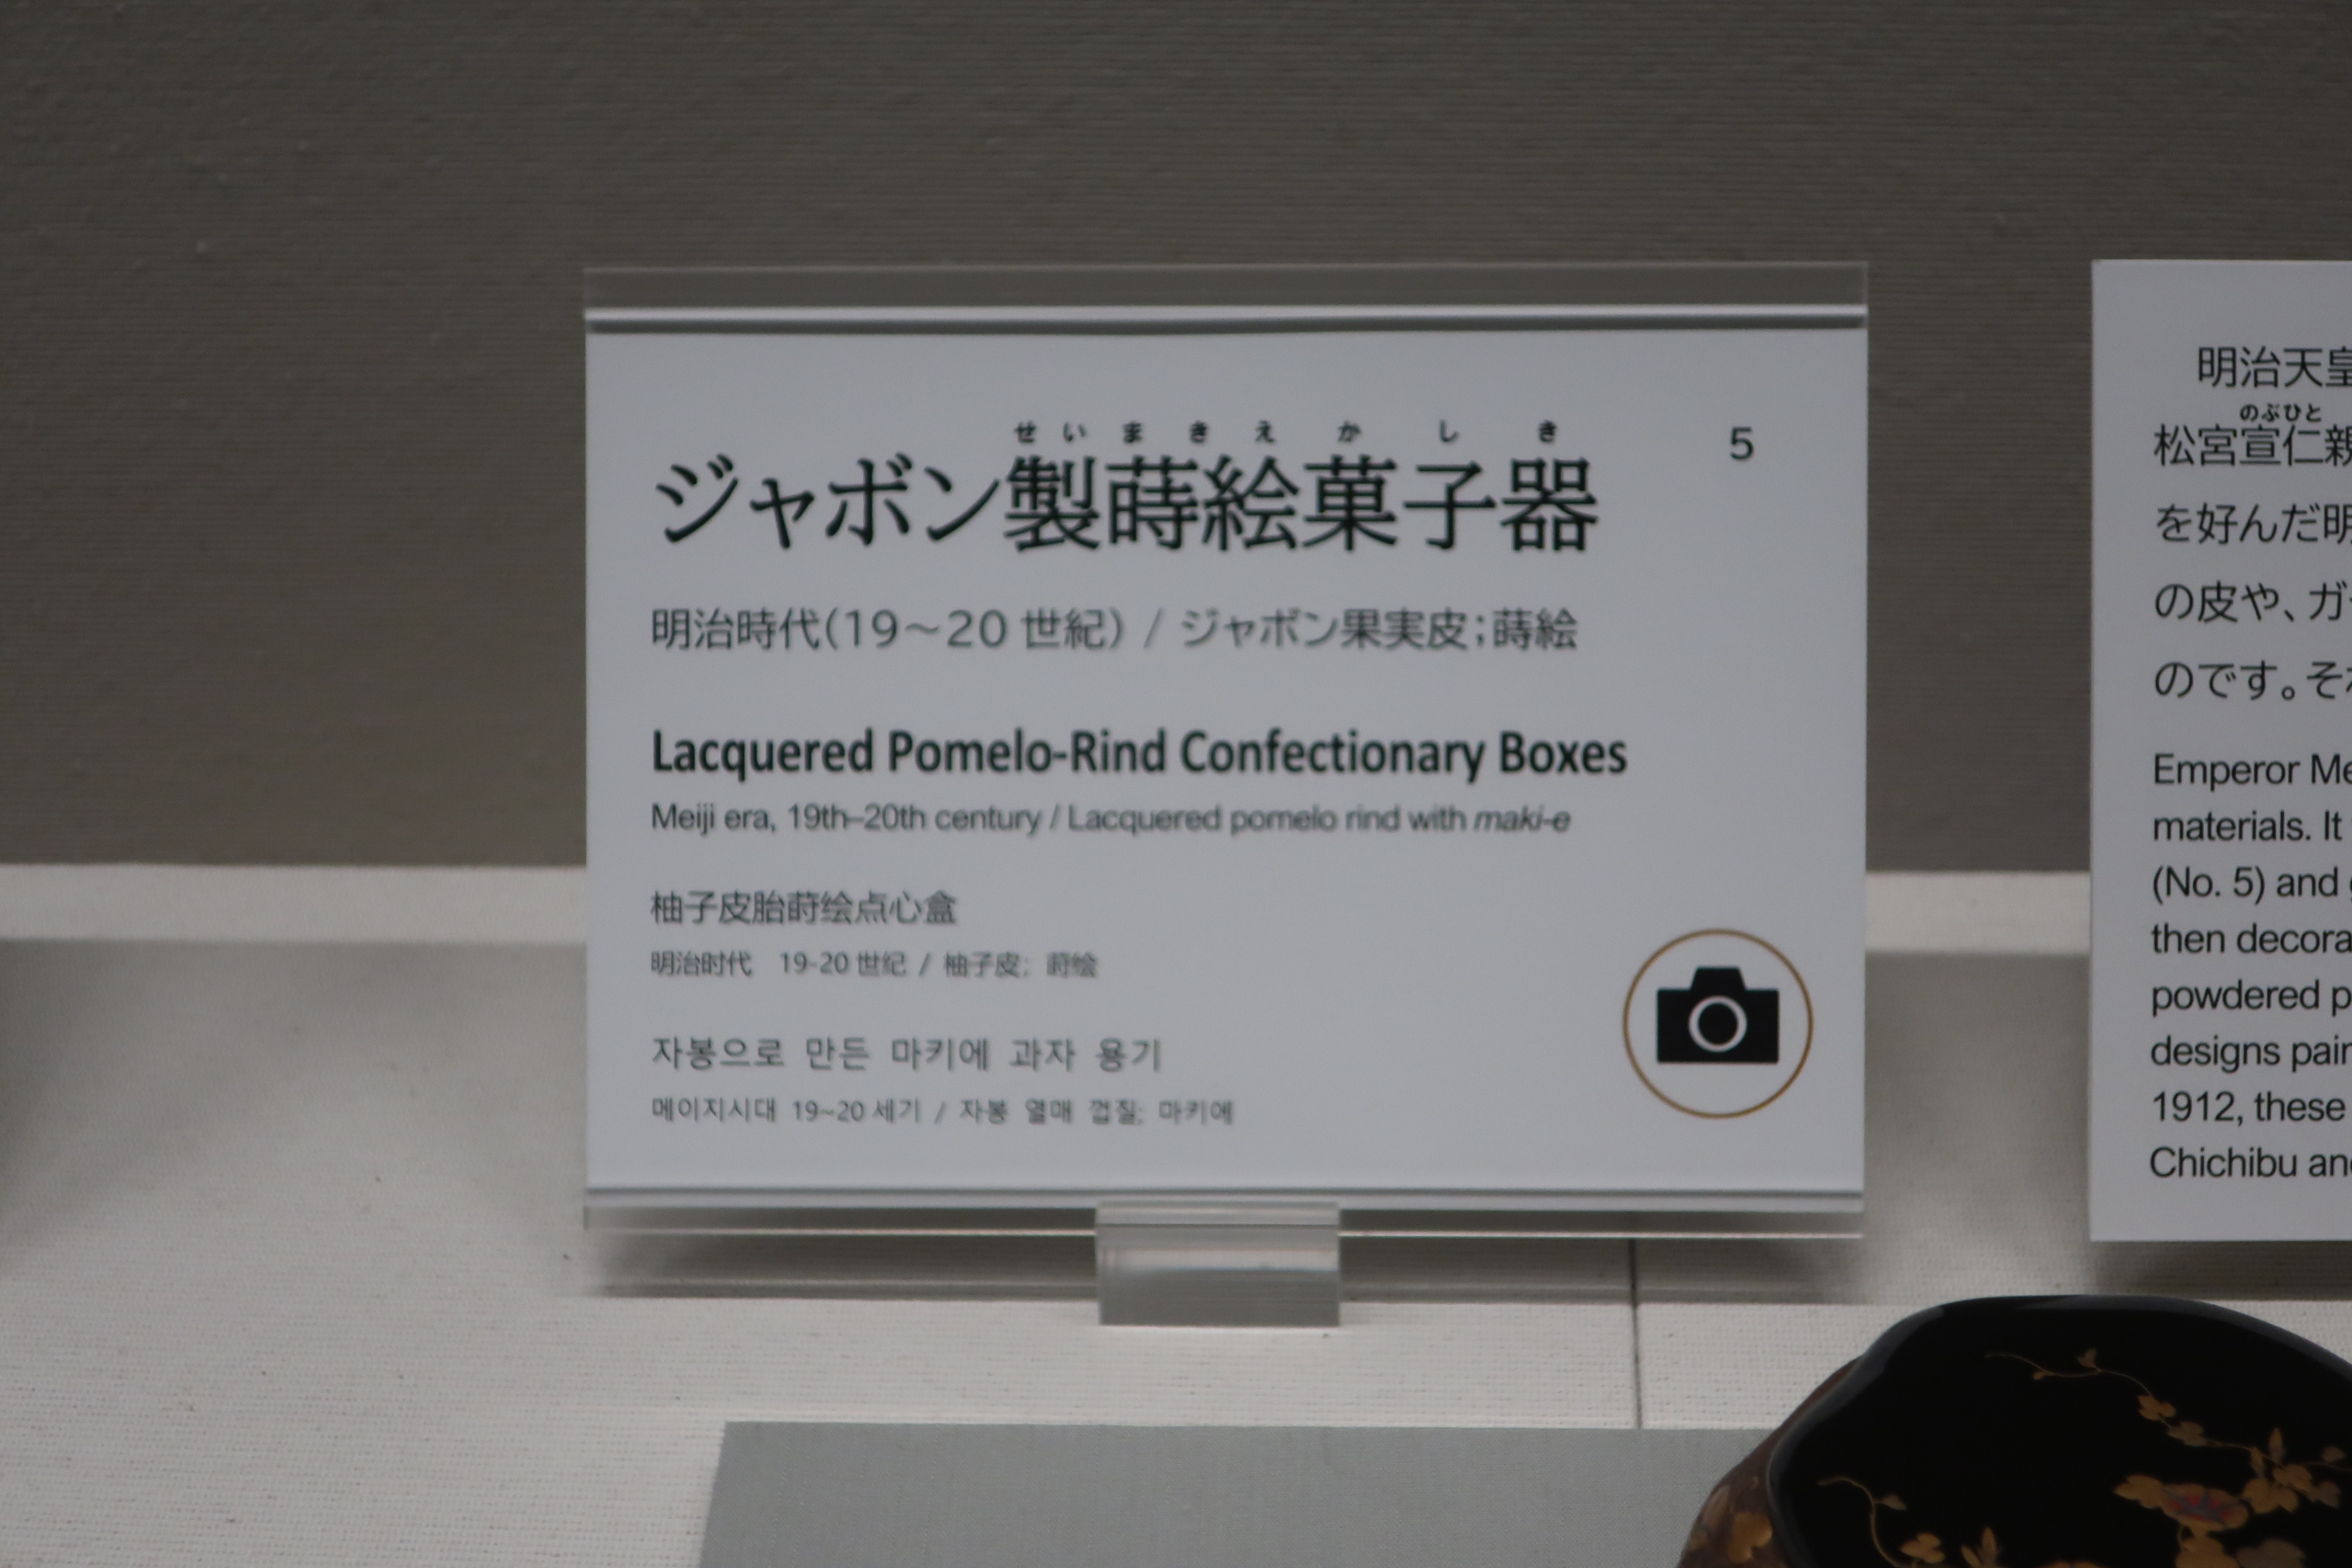 せいまきえかしき
ジャボン製蒔絵菓子器
5
明治時代(19～20 世紀) / ジャボン果実皮;蒔絵
Lacquered Pomelo-Rind Confectionary Boxes
Meiji era, 19th–20th century / Lacquered pomelo rind with maki-e
柚子皮胎莳绘点心盒
明治时代 19-20 世纪 / 柚子皮; 莳绘
자봉으로 만든 마키에 과자 용기
메이지시대 19~20 세기 / 자봉 열매 껍질; 마키에
明治天皇
のぶひと
松宮宣仁親
を好んだ明
の皮や、ガ
のです。そ
Emperor Me
materials. It
(No. 5) and
then decora
powdered p
designs pain
1912, these
Chichibu and